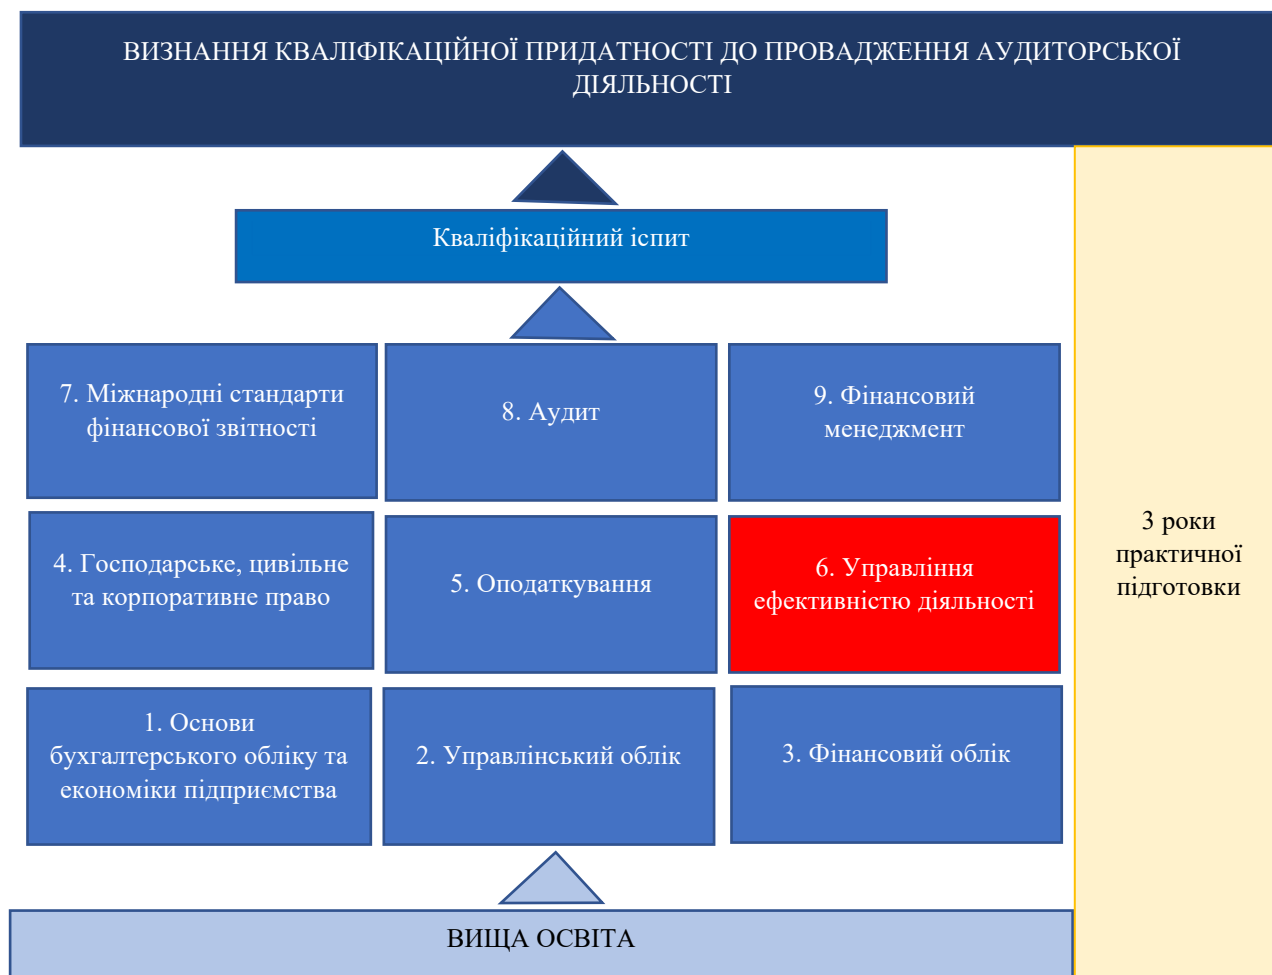 ВИЗНАННЯ КВАЛІФІКАЦІЙНОЇ ПРИДАТНОСТІ ДО ПРОВАДЖЕННЯ АУДИТОРСЬКОЇ
ДІЯЛЬНОСТІ
Кваліфікаційний іспит
7. Міжнародні стандарти
фінансової звітності
8. Аудит
9. Фінансовий
менеджмент
4. Господарське, цивільне
та корпоративне право
5. Оподаткування
6. Управління
ефективністю діяльності
1. Основи
бухгалтерського обліку та
економіки підприємства
2. Управлінський облік
3. Фінансовий облік
3 роки
практичної
підготовки
ВИЩА ОСВІТА